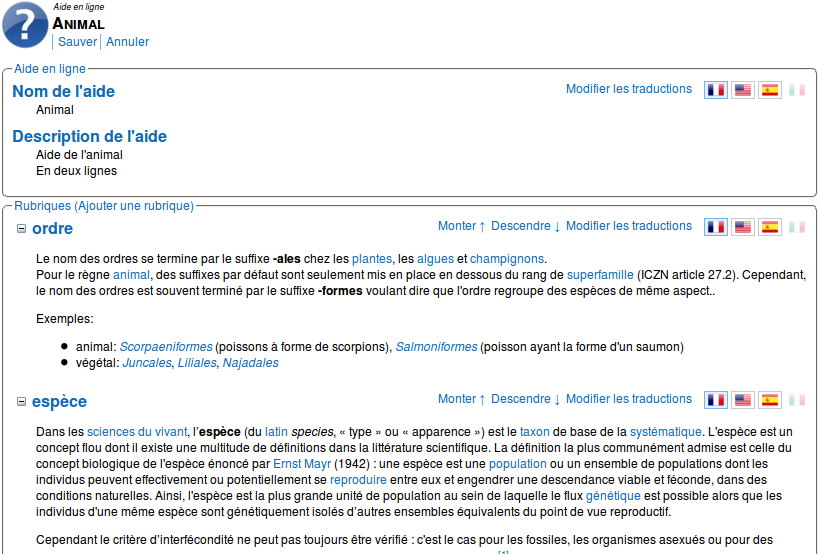 Aide en ligne
ANIMAL
Sauver Annuler
Aide en ligne
Nom de l'aide Modifier les traductions
Animal
Description de l'aide
Aide de l'animal
En deux lignes
Rubriques (Ajouter une rubrique)
ordre Monter ↑ Descendre ↓ Modifier les traductions
Le nom des ordres se termine par le suffixe -ales chez les plantes, les algues et champignons.
Pour le règne animal, des suffixes par défaut sont seulement mis en place en dessous du rang de superfamille (ICZN article 27.2). Cependant,
le nom des ordres est souvent terminé par le suffixe -formes voulant dire que l'ordre regroupe des espèces de même aspect..
Exemples:
• animal: Scorpaeniformes (poissons à forme de scorpions), Salmoniformes (poisson ayant la forme d'un saumon)
• végétal: Juncales, Liliales, Najadales
espèce Monter ↑ Descendre ↓ Modifier les traductions
Dans les sciences du vivant, l'espèce (du latin species, « type » ou « apparence ») est le taxon de base de la systématique. L'espèce est un
concept flou dont il existe une multitude de définitions dans la littérature scientifique. La définition la plus communément admise est celle du
concept biologique de l'espèce énoncé par Ernst Mayr (1942) : une espèce est une population ou un ensemble de populations dont les
individus peuvent effectivement ou potentiellement se reproduire entre eux et engendrer une descendance viable et féconde, dans des
conditions naturelles. Ainsi, l'espèce est la plus grande unité de population au sein de laquelle le flux génétique est possible alors que les
individus d'une même espèce sont génétiquement isolés d'autres ensembles équivalents du point de vue reproductif.
Cependant le critère d'interfécondité ne peut pas toujours être vérifié : c'est le cas pour les fossiles, les organismes asexués ou pour des
[1]